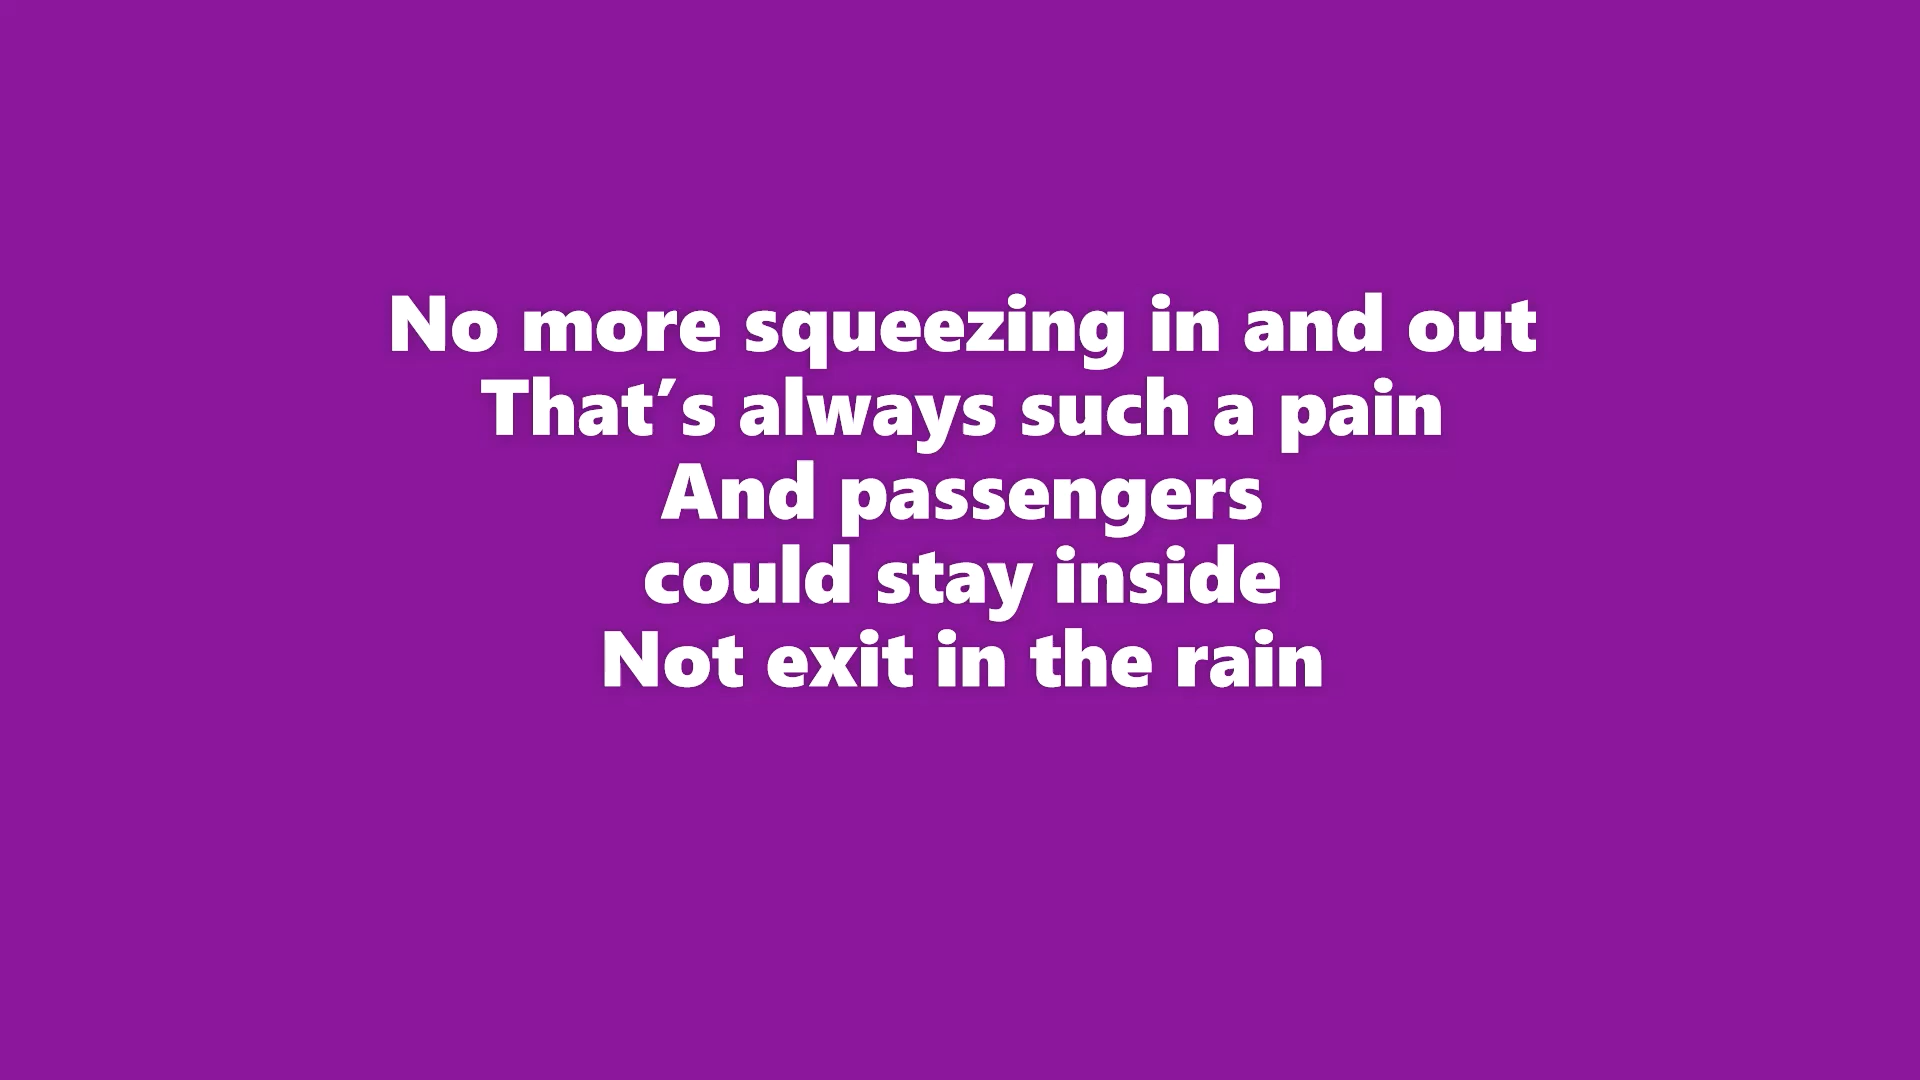 No more squeezing in and out
That′s always such a pain
And passengers
could stay inside
Not exit in the rain